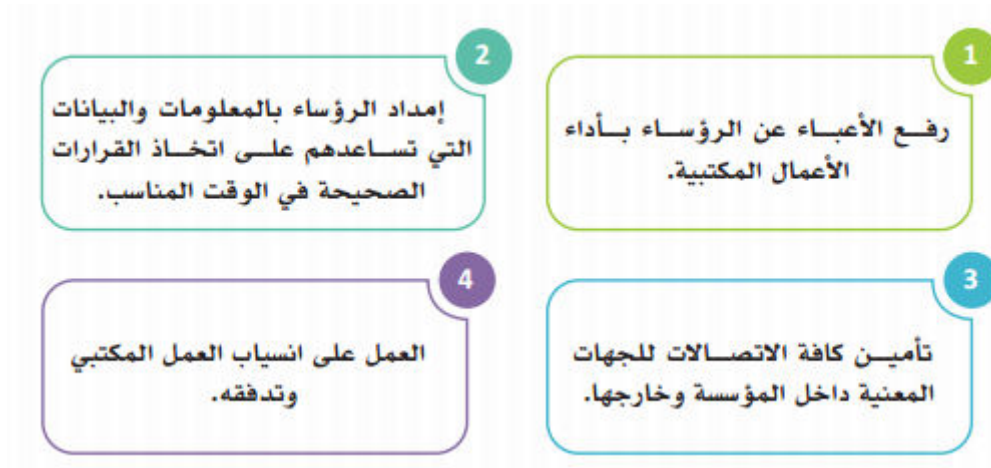 1
رفع الأعباء عن الرؤساء بأداء
الأعمال المكتبية.
2
إمداد الرؤساء بالمعلومات والبيانات
التي تساعدهم على اتخاذ القرارات
الصحيحة في الوقت المناسب.
3
تأمين كافة الاتصالات للجهات
المعنية داخل المؤسسة وخارجها.
4
العمل على انسياب العمل المكتبي
وتدفقه.